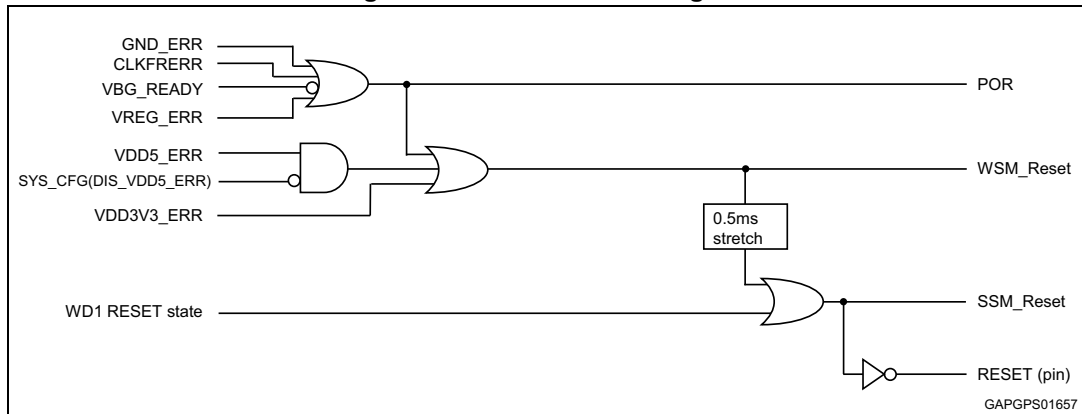 GND_ERR
CLKFRERR
VBG_READY
VREG_ERR
POR
VDD5_ERR
SYS_CFG(DIS_VDD5_ERR)
VDD3V3_ERR
WSM_Reset
0.5ms
stretch
WD1 RESET state
SSM_Reset
RESET (pin)
GAPGPS01657